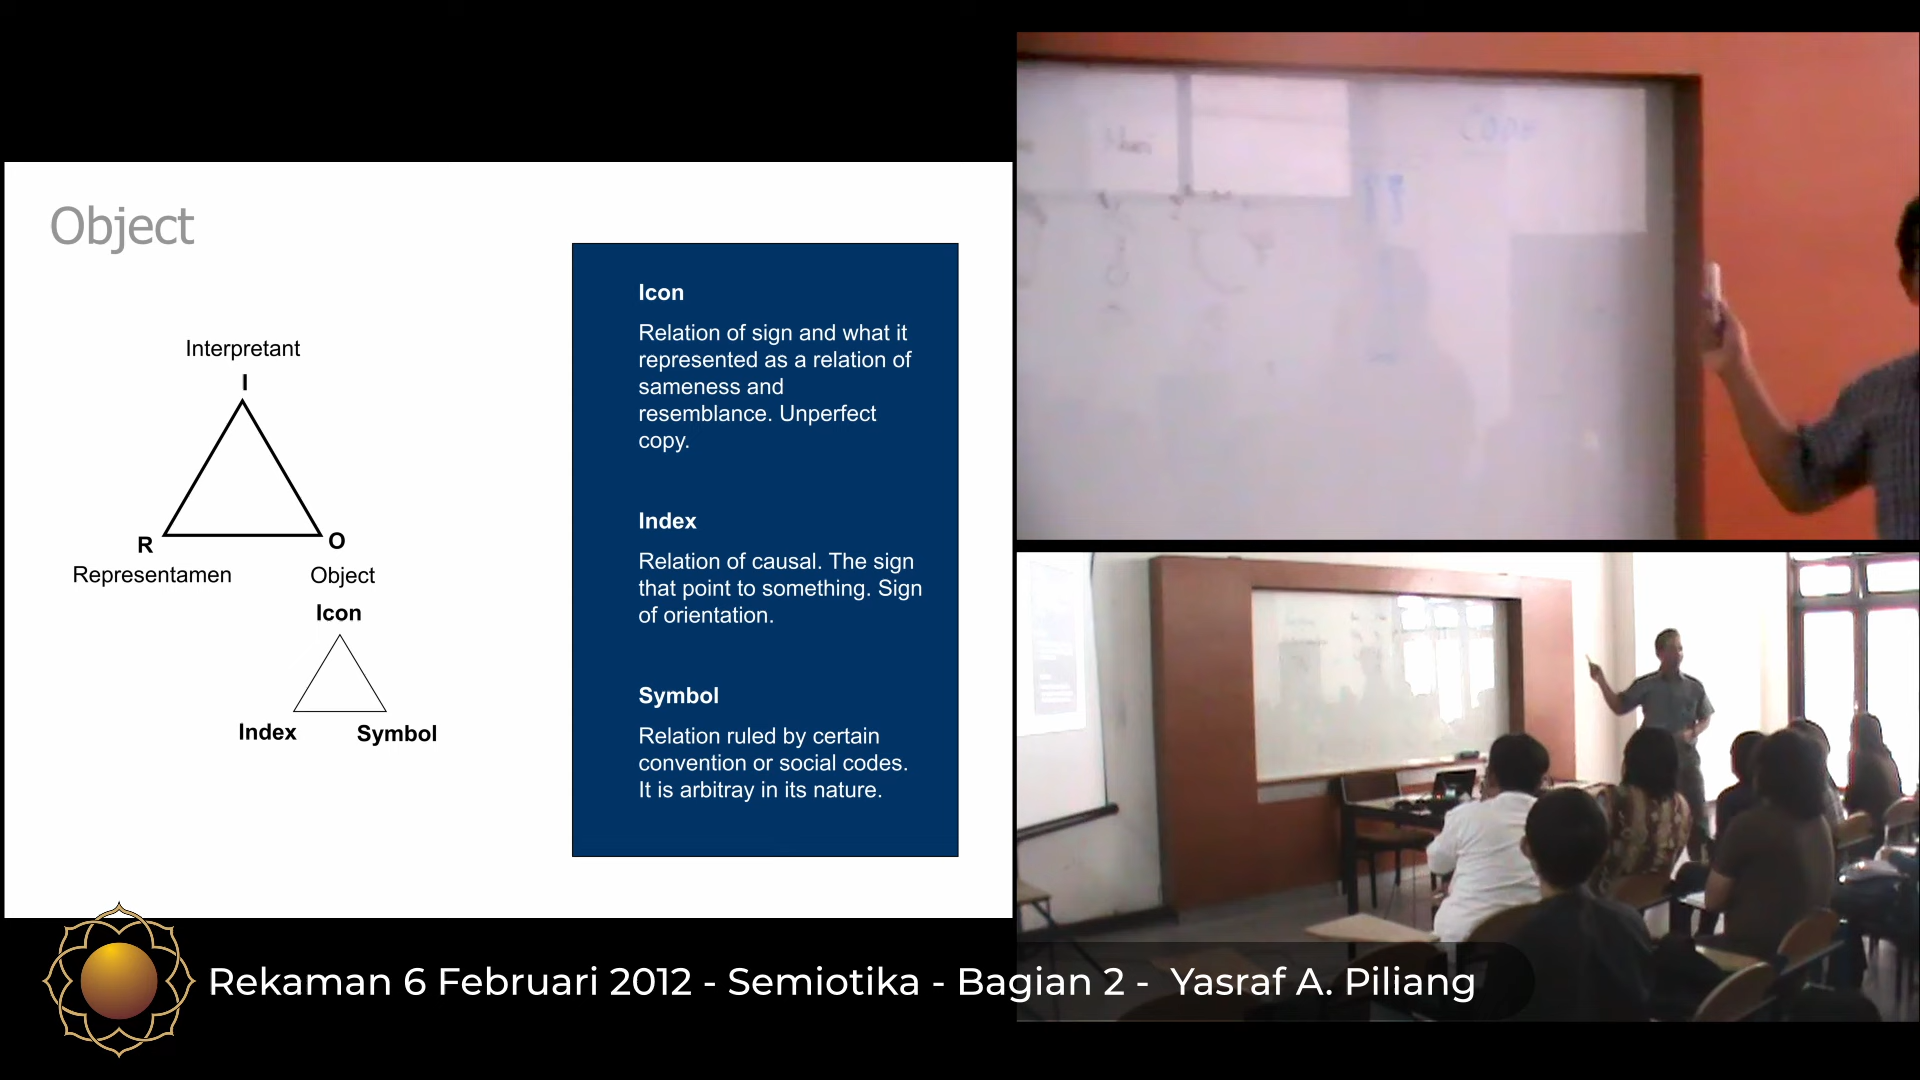 Object
Interpretant
I
R
O
Representamen
Object
Icon
Index
Symbol
Icon
Relation of sign and what it
represented as a relation of
sameness and
resemblance. Unperfect
copy.
Index
Relation of causal. The sign
that point to something. Sign
of orientation.
Symbol
Relation ruled by certain
convention or social codes.
It is arbitray in its nature.
Copy
Rekaman 6 Februari 2012 - Semiotika - Bagian 2 - Yasraf A. Piliang